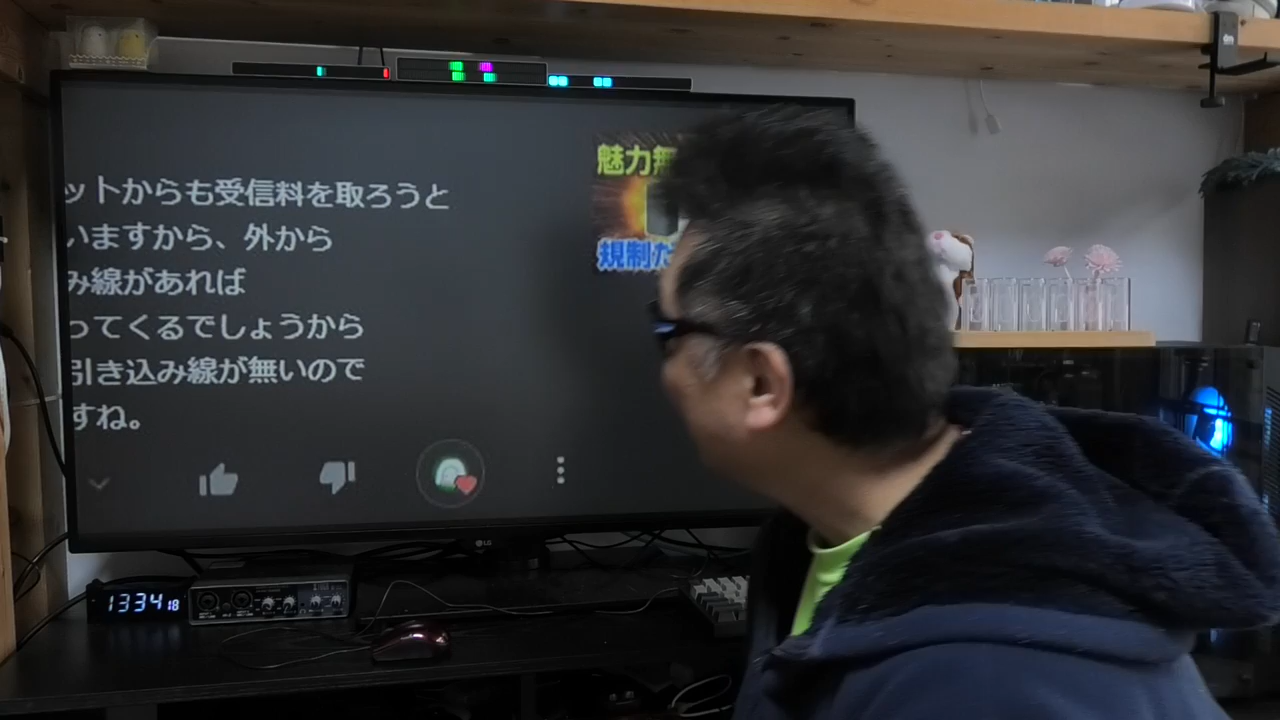 ットからも受信料を取ろうと
いますから、外から
み線があれば
ってくるでしょうから
引き込み線が無いので
すね。
魅力無
規制だ
LG
1334 18